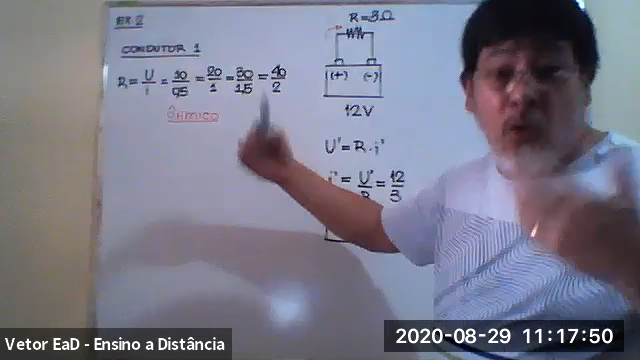 EX.2
CONDUTOR 1
R = U/i = 10/0,5 = 20/1 = 30/1,5 = 40/2
ÔHMICO
R = 3Ω
(+) (-)
12V
U' = R · i'
i' = U'/R = 12/3
Vetor EaD - Ensino a Distância
2020-08-29 11:17:50